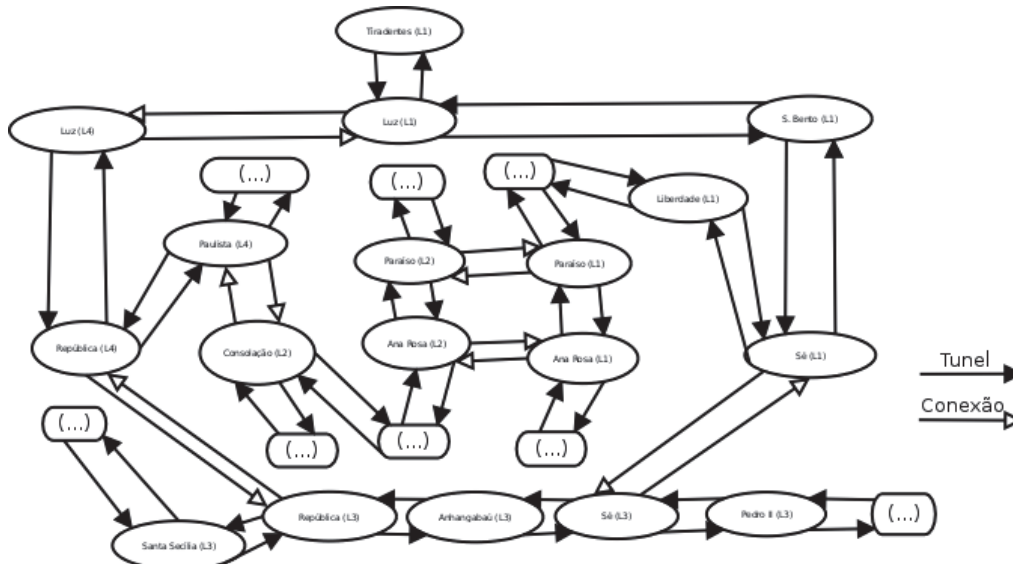 Tiradentes (L1)
Luz (L4)
Luz (L1)
S. Bento (L1)
(...)
(...)
(...)
Liberdade (L1)
Paulista (L4)
Paraíso (L2)
Paraíso (L1)
República (L4)
Consolação (L2)
Ana Rosa (L2)
Ana Rosa (L1)
Sé (L1)
Tunel
Conexão
(...)
(...)
(...)
(...)
República (L3)
Anhangabaú (L3)
Sé (L3)
Pedro II (L3)
(...)
Santa Secília (L3)